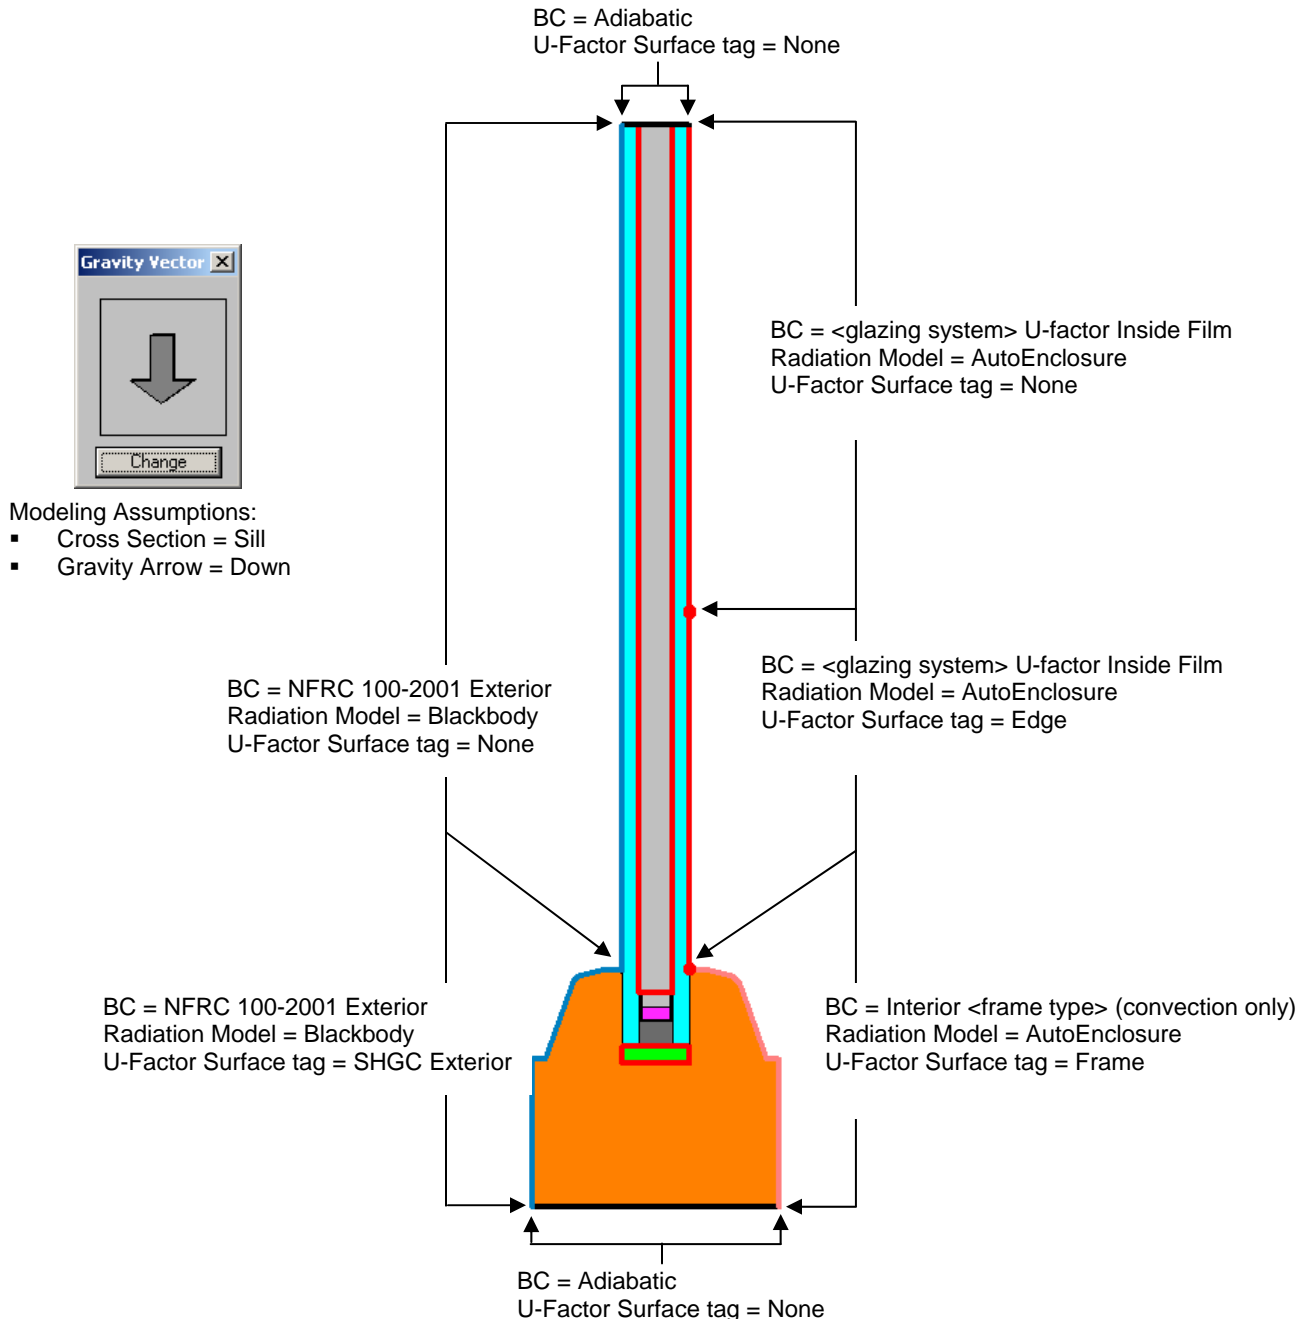 BC = Adiabatic
U-Factor Surface tag = None
Gravity Vector
Change
Modeling Assumptions:
▪ Cross Section = Sill
▪ Gravity Arrow = Down
BC = <glazing system> U-factor Inside Film
Radiation Model = AutoEnclosure
U-Factor Surface tag = None
BC = NFRC 100-2001 Exterior
Radiation Model = Blackbody
U-Factor Surface tag = None
BC = <glazing system> U-factor Inside Film
Radiation Model = AutoEnclosure
U-Factor Surface tag = Edge
BC = NFRC 100-2001 Exterior
Radiation Model = Blackbody
U-Factor Surface tag = SHGC Exterior
BC = Interior <frame type> (convection only)
Radiation Model = AutoEnclosure
U-Factor Surface tag = Frame
BC = Adiabatic
U-Factor Surface tag = None